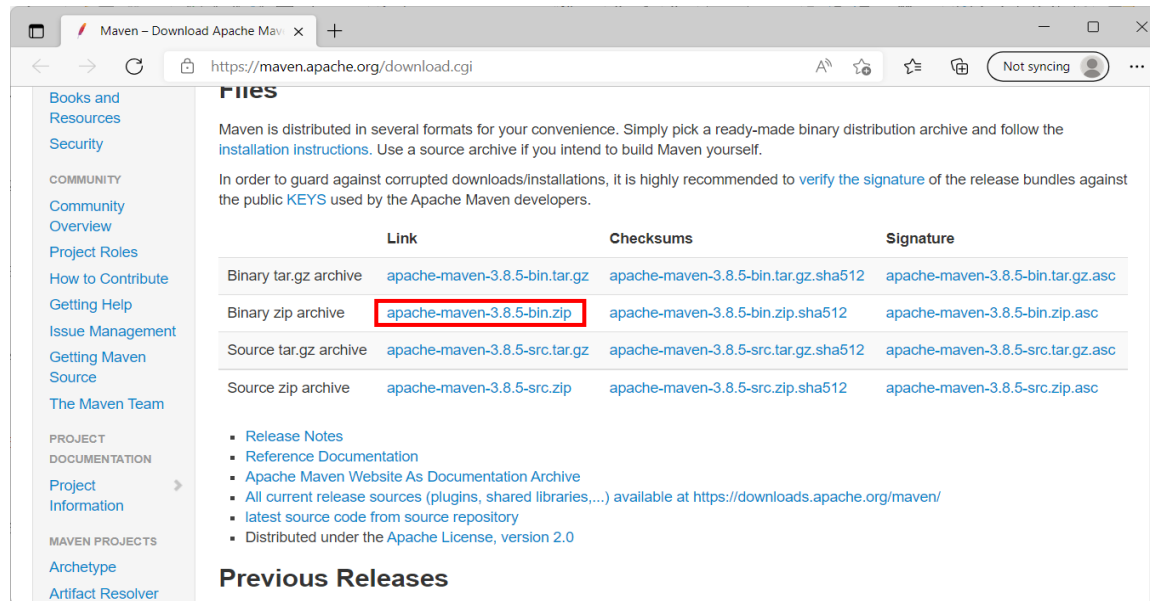 Maven – Download Apache Mav
https://maven.apache.org/download.cgi
Not syncing
Books and
Resources
Security
COMMUNITY
Community
Overview
Project Roles
How to Contribute
Getting Help
Issue Management
Getting Maven
Source
The Maven Team
PROJECT
DOCUMENTATION
Project
Information
MAVEN PROJECTS
Archetype
Artifact Resolver
Files
Maven is distributed in several formats for your convenience. Simply pick a ready-made binary distribution archive and follow the
installation instructions. Use a source archive if you intend to build Maven yourself.
In order to guard against corrupted downloads/installations, it is highly recommended to verify the signature of the release bundles against
the public KEYS used by the Apache Maven developers.
Link Checksums Signature
Binary tar.gz archive apache-maven-3.8.5-bin.tar.gz apache-maven-3.8.5-bin.tar.gz.sha512 apache-maven-3.8.5-bin.tar.gz.asc
Binary zip archive apache-maven-3.8.5-bin.zip apache-maven-3.8.5-bin.zip.sha512 apache-maven-3.8.5-bin.zip.asc
Source tar.gz archive apache-maven-3.8.5-src.tar.gz apache-maven-3.8.5-src.tar.gz.sha512 apache-maven-3.8.5-src.tar.gz.asc
Source zip archive apache-maven-3.8.5-src.zip apache-maven-3.8.5-src.zip.sha512 apache-maven-3.8.5-src.zip.asc
Release Notes
Reference Documentation
Apache Maven Website As Documentation Archive
All current release sources (plugins, shared libraries,...) available at https://downloads.apache.org/maven/
latest source code from source repository
Distributed under the Apache License, version 2.0
Previous Releases